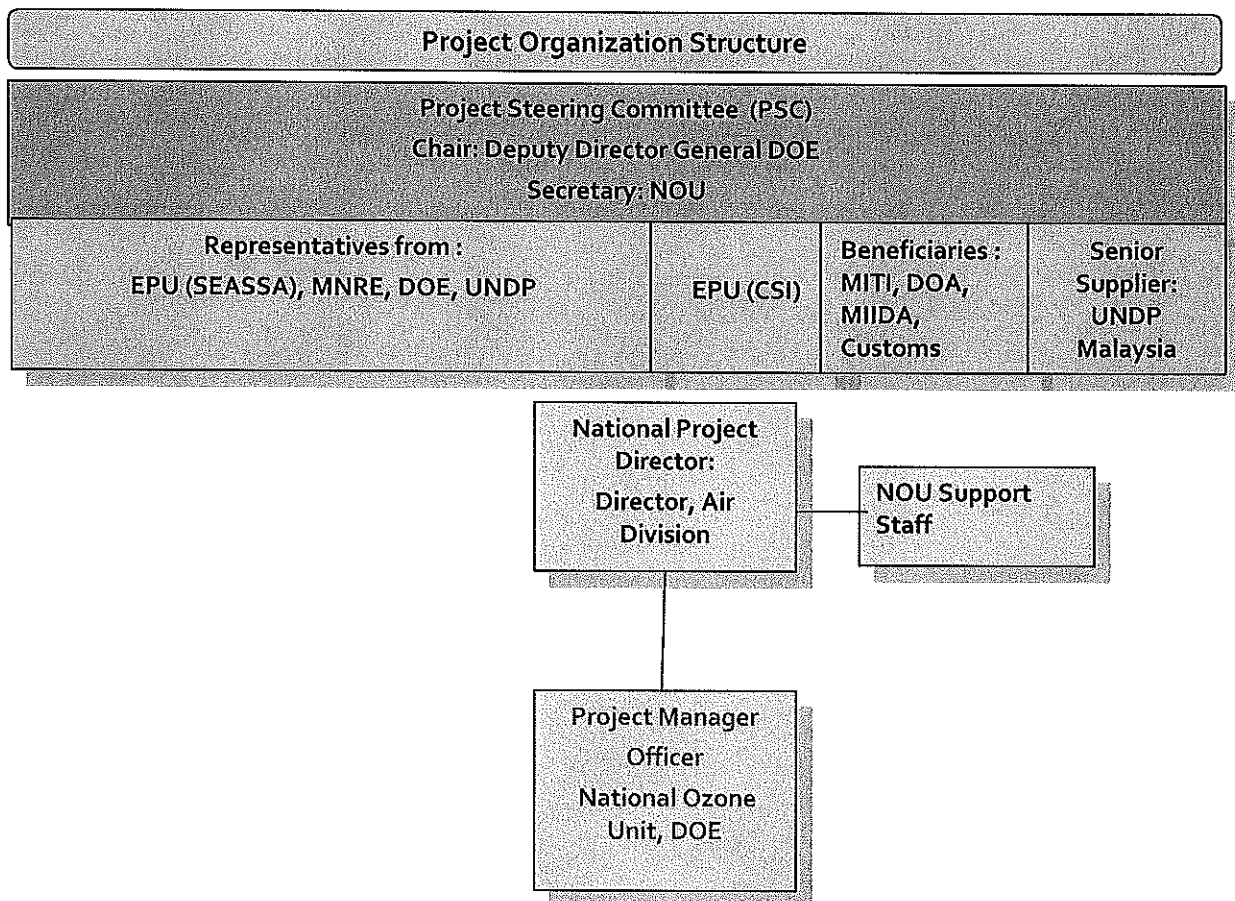 Project Organization Structure
Project Steering Committee (PSC)
Chair: Deputy Director General DOE
Secretary: NOU
Representatives from :
EPU (SEASSA), MNRE, DOE, UNDP
EPU (CSI)
Beneficiaries :
MITI, DOA,
MIIDA,
Customs
Senior
Supplier:
UNDP
Malaysia
National Project
Director:
Director, Air
Division
NOU Support
Staff
Project Manager
Officer
National Ozone
Unit, DOE